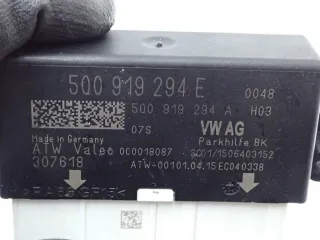 5Q0 919 294 E 0048
5Q0 919 294 A H03
07S VW AG
Made in Germany Parkhilfe 8K
ATW Valeo 000018087 SC01/1506403152
307618 ATW-00101.04.15EC040338